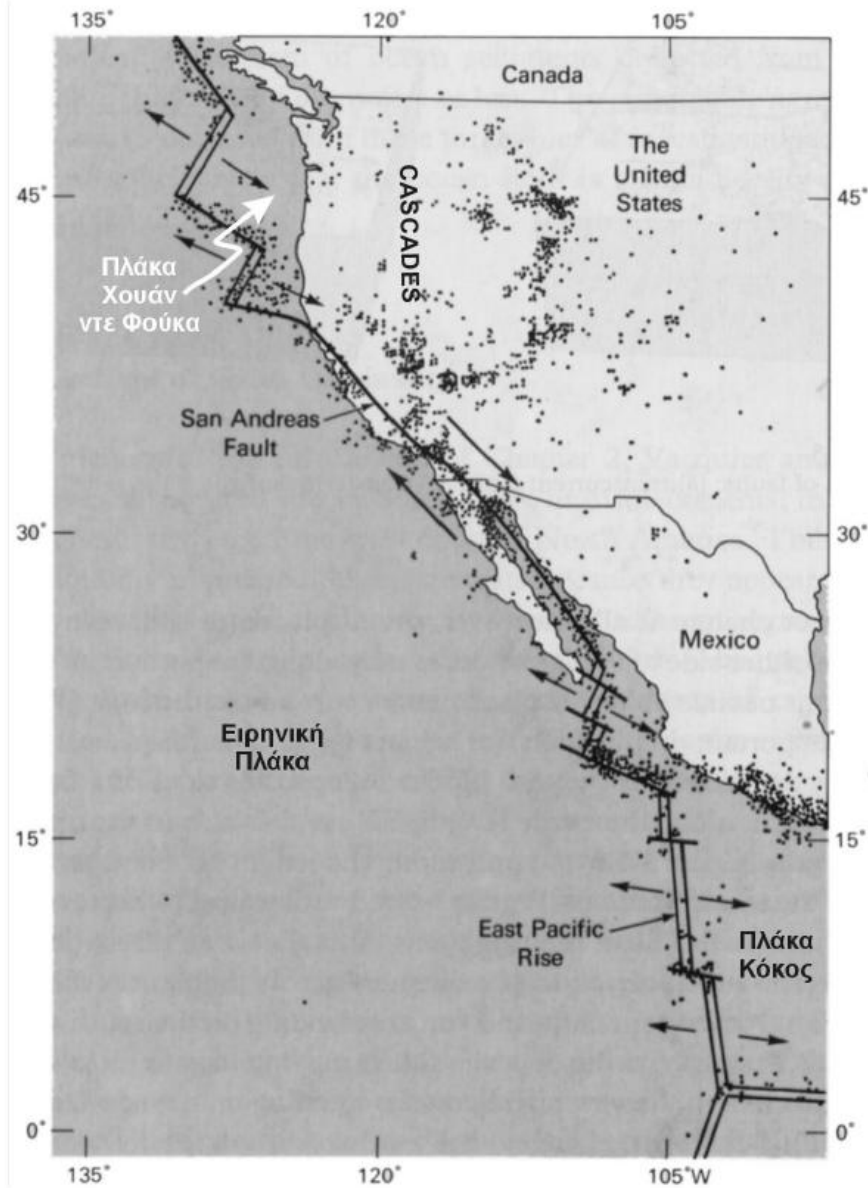 135°
120°
105°
Canada
The
United
States
45°
45°
CASCADES
Πλάκα
Χουάν
ντε Φούκα
San Andreas
Fault
30°
30°
Mexico
Ειρηνική
Πλάκα
15°
15°
East Pacific
Rise
Πλάκα
Κόκος
0°
0°
135°
120°
105°W